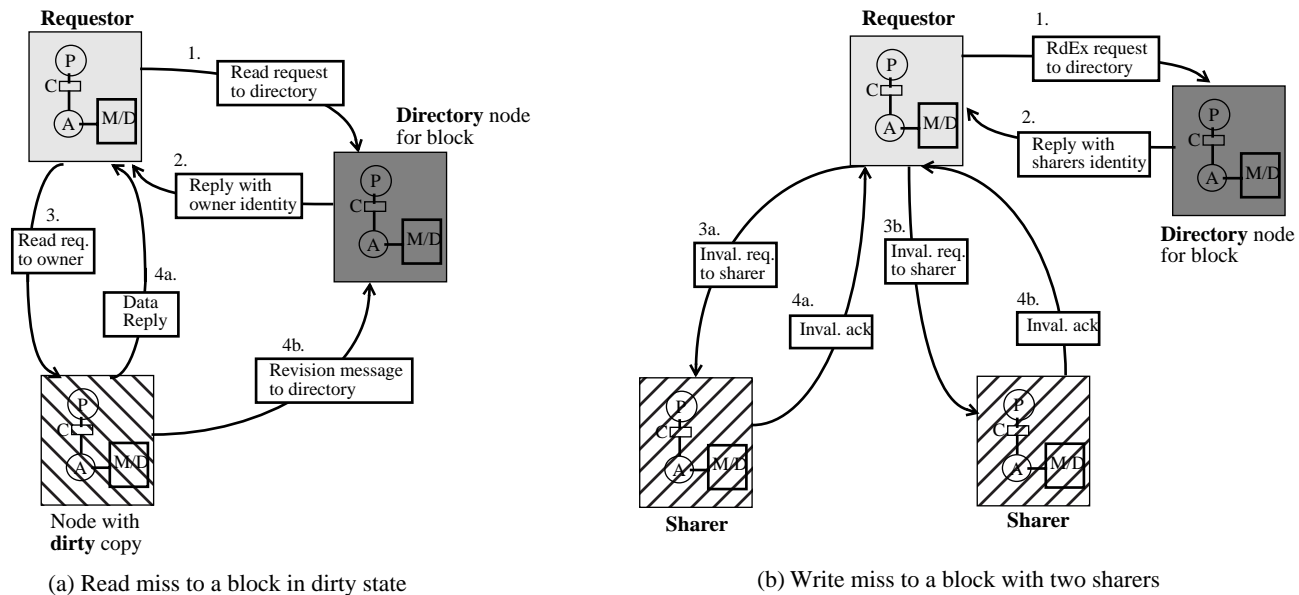 Requestor
P
C
A
M/D
1.
Read request
to directory
Directory node
for block
P
C
A
M/D
2.
Reply with
owner identity
3.
Read req.
to owner
4a.
Data
Reply
4b.
Revision message
to directory
P
C
A
M/D
Node with
dirty copy
(a) Read miss to a block in dirty state
Requestor
P
C
A
M/D
1.
RdEx request
to directory
P
C
A
M/D
Directory node
for block
2.
Reply with
sharers identity
3a.
Inval. req.
to sharer
3b.
Inval. req.
to sharer
4a.
Inval. ack
4b.
Inval. ack
P
C
A
M/D
Sharer
P
C
A
M/D
Sharer
(b) Write miss to a block with two sharers